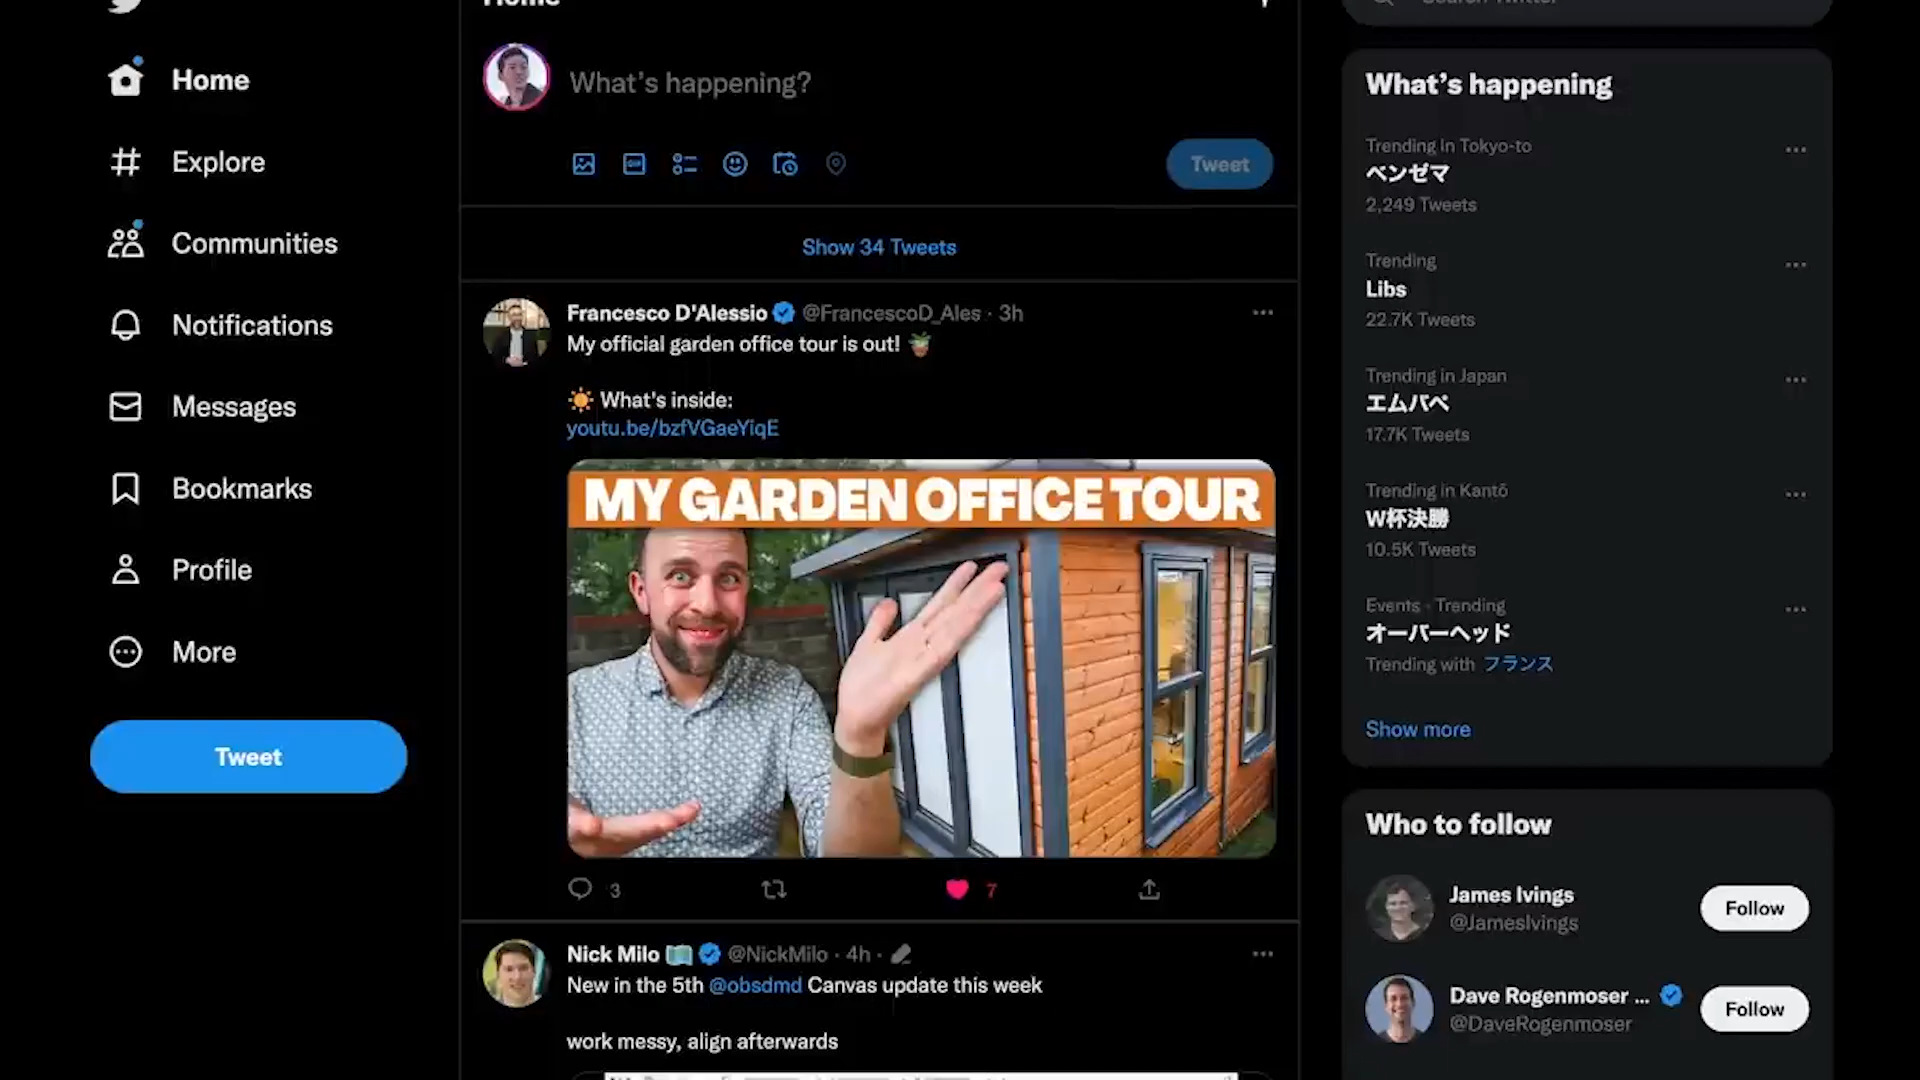 Home
Home
Explore
Communities
Notifications
Messages
Bookmarks
Profile
More
Tweet
What's happening?
GIF
Tweet
Show 34 Tweets
Francesco D'Alessio @FrancescoD_Ales · 3h
My official garden office tour is out! 🪴
☀️ What's inside:
youtu.be/bzfVGaeYiqE
MY GARDEN OFFICE TOUR
3
7
Nick Milo 🗺️ @NickMilo · 4h ·
New in the 5th @obsdmd Canvas update this week
work messy, align afterwards
Search Twitter
What's happening
Trending in Tokyo-to
ベンゼマ
2,249 Tweets
Trending
Libs
22.7K Tweets
Trending in Japan
エムバペ
17.7K Tweets
Trending in Kantō
W杯決勝
10.5K Tweets
Events · Trending
オーバーヘッド
Trending with フランス
Show more
Who to follow
James Ivings
@JamesIvings
Follow
Dave Rogenmoser ...
@DaveRogenmoser
Follow